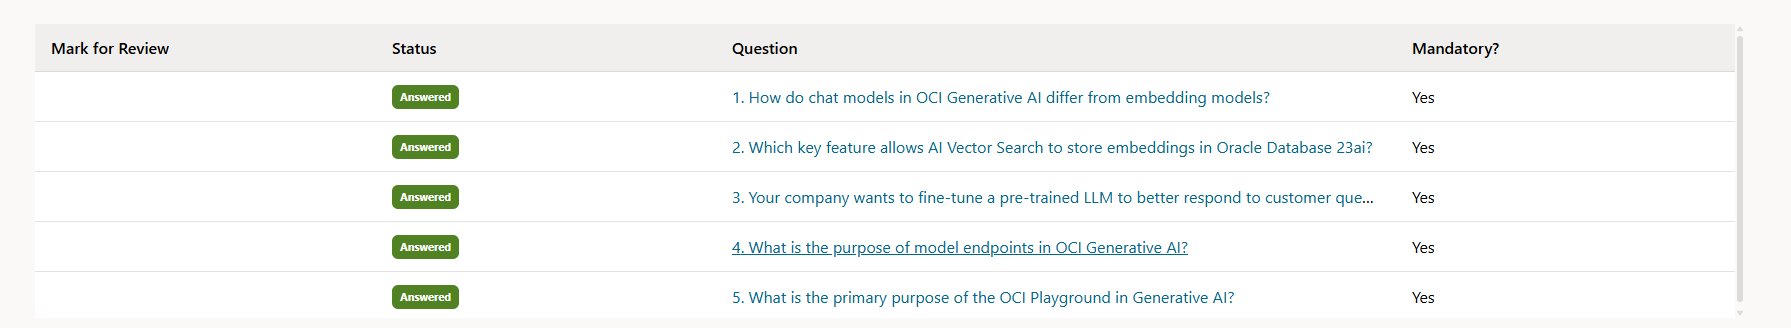 Mark for Review Status Question Mandatory?
Answered 1. How do chat models in OCI Generative AI differ from embedding models? Yes
Answered 2. Which key feature allows AI Vector Search to store embeddings in Oracle Database 23ai? Yes
Answered 3. Your company wants to fine-tune a pre-trained LLM to better respond to customer que... Yes
Answered 4. What is the purpose of model endpoints in OCI Generative AI? Yes
Answered 5. What is the primary purpose of the OCI Playground in Generative AI? Yes